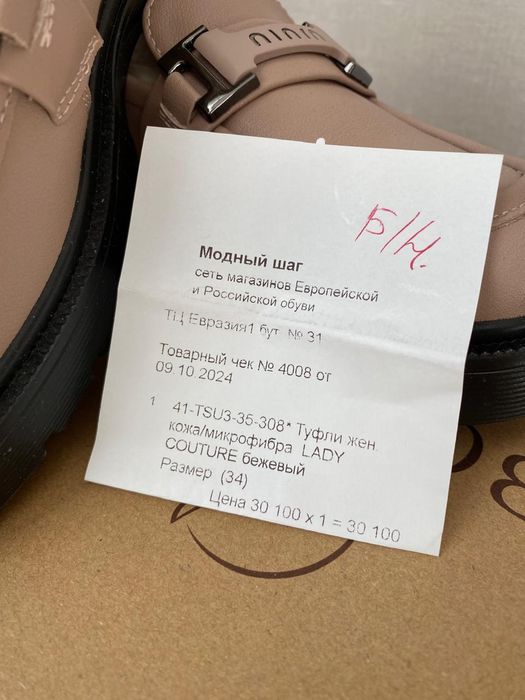 Б/Н.
Модный шаг
сеть магазинов Европейской
и Российской обуви
ТЦ Евразия1 бут. № 31
Товарный чек № 4008 от
09.10.2024
1 41-TSU3-35-308* Туфли жен.
кожа/микрофибра LADY
COUTURE бежевый
Размер (34)
Цена 30 100 x 1 = 30 100